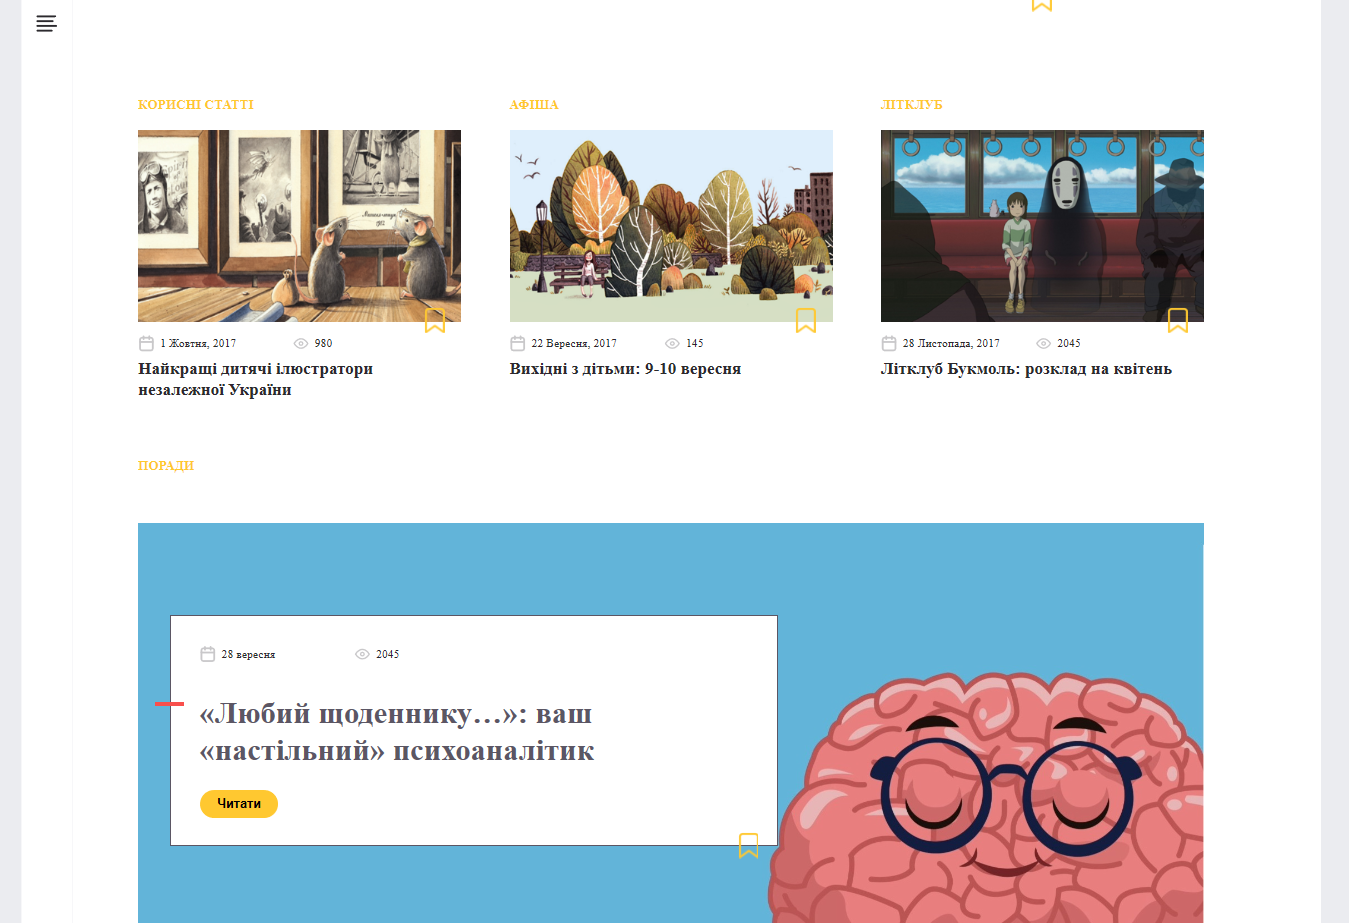 КОРИСНІ СТАТТІ
АФІША
ЛІТКЛУБ
1 Жовтня, 2017
980
Найкращі дитячі ілюстратори
незалежної України
22 Вересня, 2017
145
Вихідні з дітьми: 9-10 вересня
28 Листопада, 2017
2045
Літклуб Букмоль: розклад на квітень
ПОРАДИ
28 вересня
2045
«Любий щоденнику…»: ваш
«настільний» психоаналітик
Читати